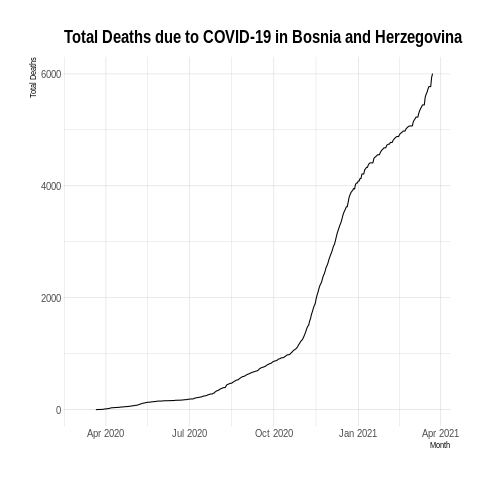 Total Deaths due to COVID-19 in Bosnia and Herzegovina
Total Deaths
6000
4000
2000
0
Apr 2020 Jul 2020 Oct 2020 Jan 2021 Apr 2021
Month